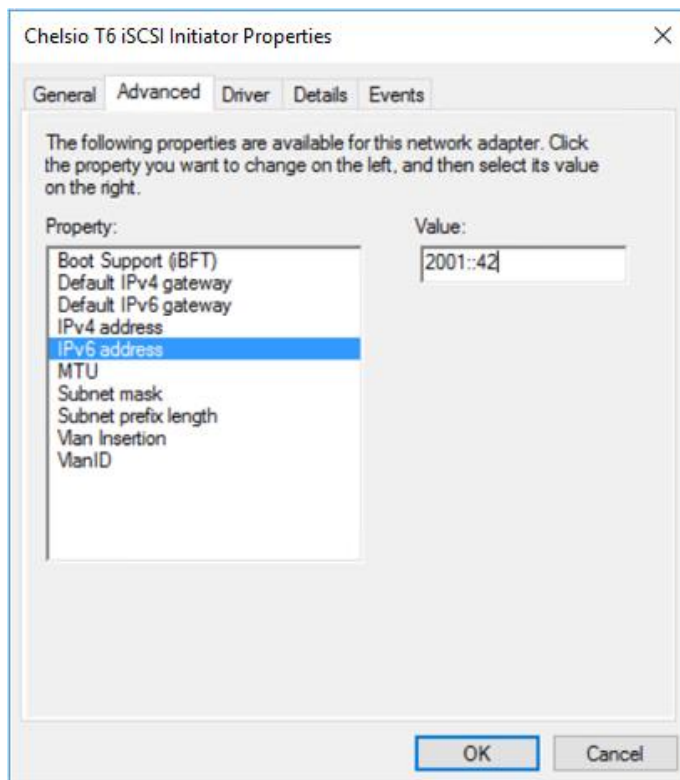 Chelsio T6 iSCSI Initiator Properties
General Advanced Driver Details Events
The following properties are available for this network adapter. Click
the property you want to change on the left, and then select its value
on the right.
Property:
Value:
Boot Support (iBFT)
2001::42
Default IPv4 gateway
Default IPv6 gateway
IPv4 address
IPv6 address
MTU
Subnet mask
Subnet prefix length
Vlan Insertion
VlanID
OK
Cancel